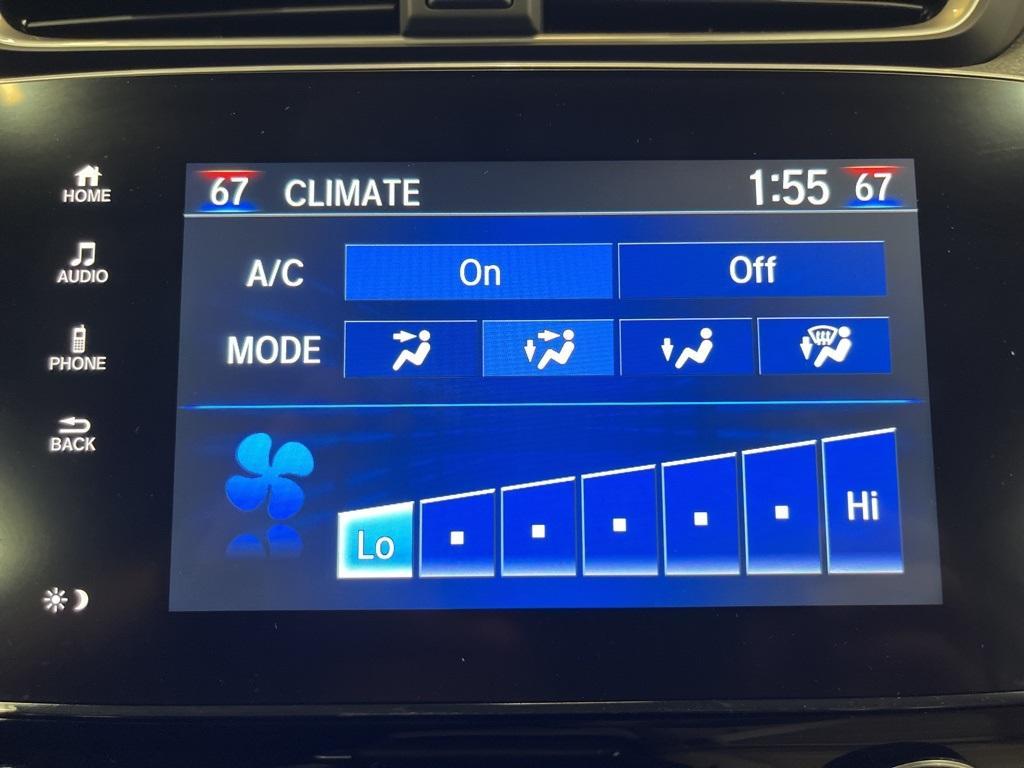 67 CLIMATE 1:55 67
HOME
A/C On Off
AUDIO
MODE
PHONE
BACK
Lo Hi